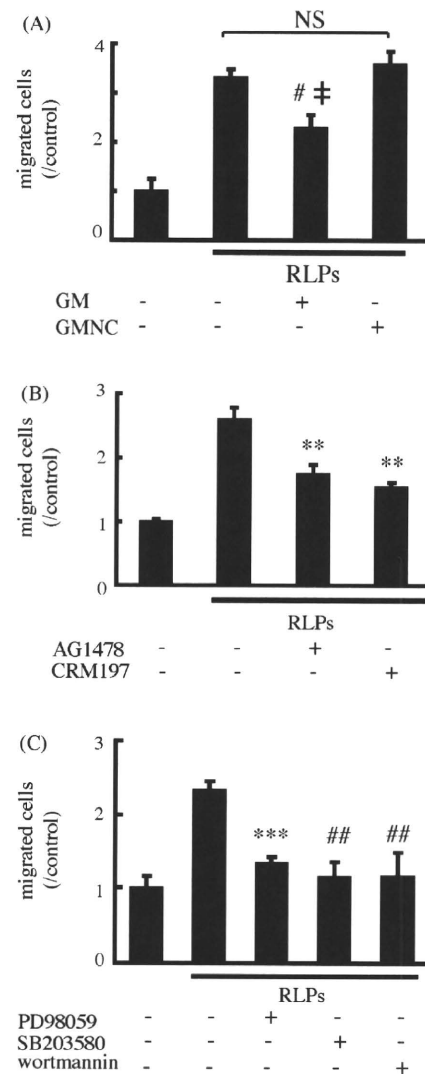 (A)
NS
4
# ‡
2
0
migrated cells
(/control)
RLPs
GM - - + -
GMNC - - - +
(B)
3
2
** **
1
0
migrated cells
(/control)
RLPs
AG1478 - - + -
CRM197 - - - +
(C)
3
2
*** ## ##
1
0
migrated cells
(/control)
RLPs
PD98059 - - + - -
SB203580 - - - + -
wortmannin - - - - +